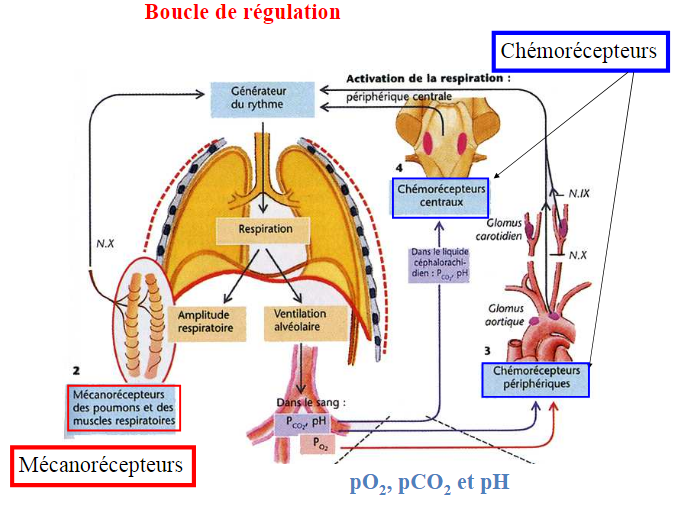 Boucle de régulation
Chémorécepteurs
Activation de la respiration :
périphérique centrale
Générateur
du rythme
4
Chémorécepteurs
centraux
N.IX
Glomus
carotidien
N.X
N.X
Respiration
Dans le liquide
céphalorachi-
dien : PCO₂, pH
Amplitude
respiratoire
Ventilation
alvéolaire
Glomus
aortique
3
Chémorécepteurs
périphériques
2
Mécanorécepteurs
des poumons et des
muscles respiratoires
Dans le sang :
PCO₂, pH
PO₂
Mécanorécepteurs
pO₂, pCO₂ et pH